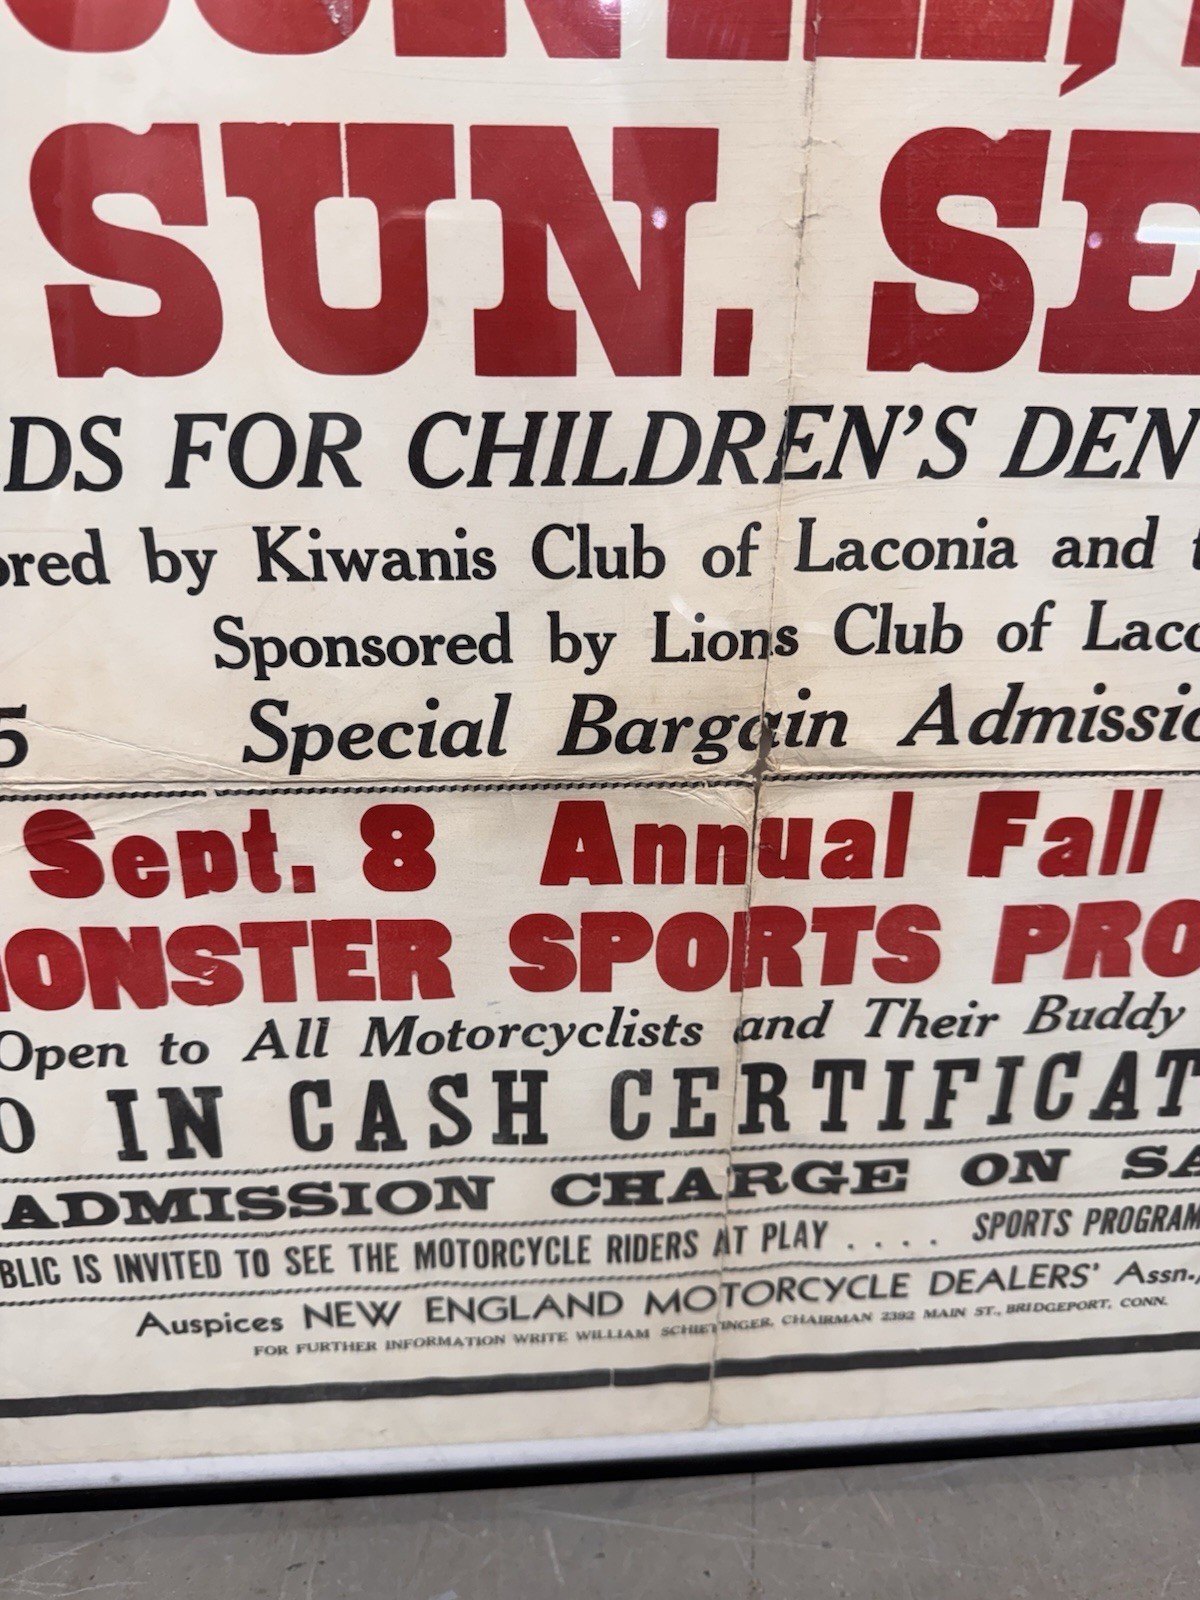 SUN. SE
DS FOR CHILDREN'S DEN
ored by Kiwanis Club of Laconia and t
Sponsored by Lions Club of Laco
5 Special Bargain Admissio
Sept. 8 Annual Fall
MONSTER SPORTS PRO
Open to All Motorcyclists and Their Buddy
0 IN CASH CERTIFICAT
ADMISSION CHARGE ON SA
BLIC IS INVITED TO SEE THE MOTORCYCLE RIDERS AT PLAY . . . . SPORTS PROGRAM
Auspices NEW ENGLAND MOTORCYCLE DEALERS' Assn.,
FOR FURTHER INFORMATION WRITE WILLIAM SCHIETINGER, CHAIRMAN 2392 MAIN ST., BRIDGEPORT, CONN.